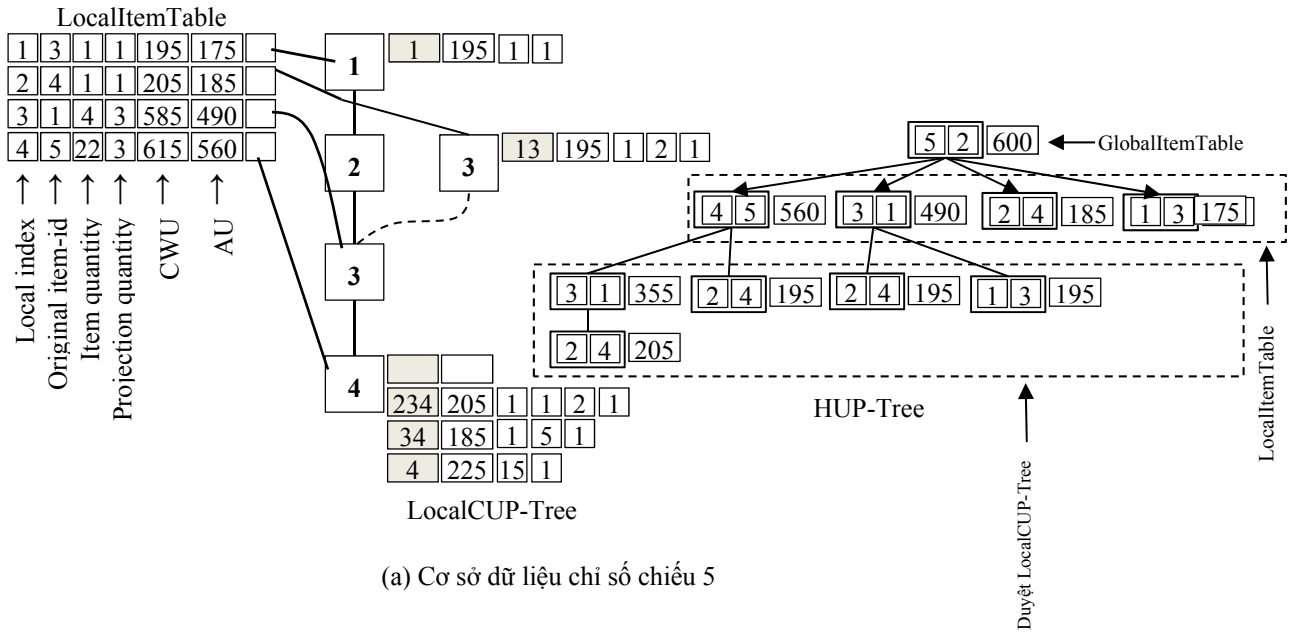 LocalItemTable
1 3 1 1 195 175
2 4 1 1 205 185
3 1 4 3 585 490
4 5 22 3 615 560
Local index
Original item-id
Item quantity
Projection quantity
CWU
AU
1
1 195 1 1
2
3
13 195 1 2 1
3
4
234 205 1 1 2 1
34 185 1 5 1
4 225 15 1
LocalCUP-Tree
5 2 600
GlobalItemTable
4 5 560
3 1 490
2 4 185
1 3 175
3 1 355
2 4 195
2 4 195
1 3 195
2 4 205
HUP-Tree
Duyệt LocalCUP-Tree
LocalItemTable
(a) Cơ sở dữ liệu chỉ số chiếu 5